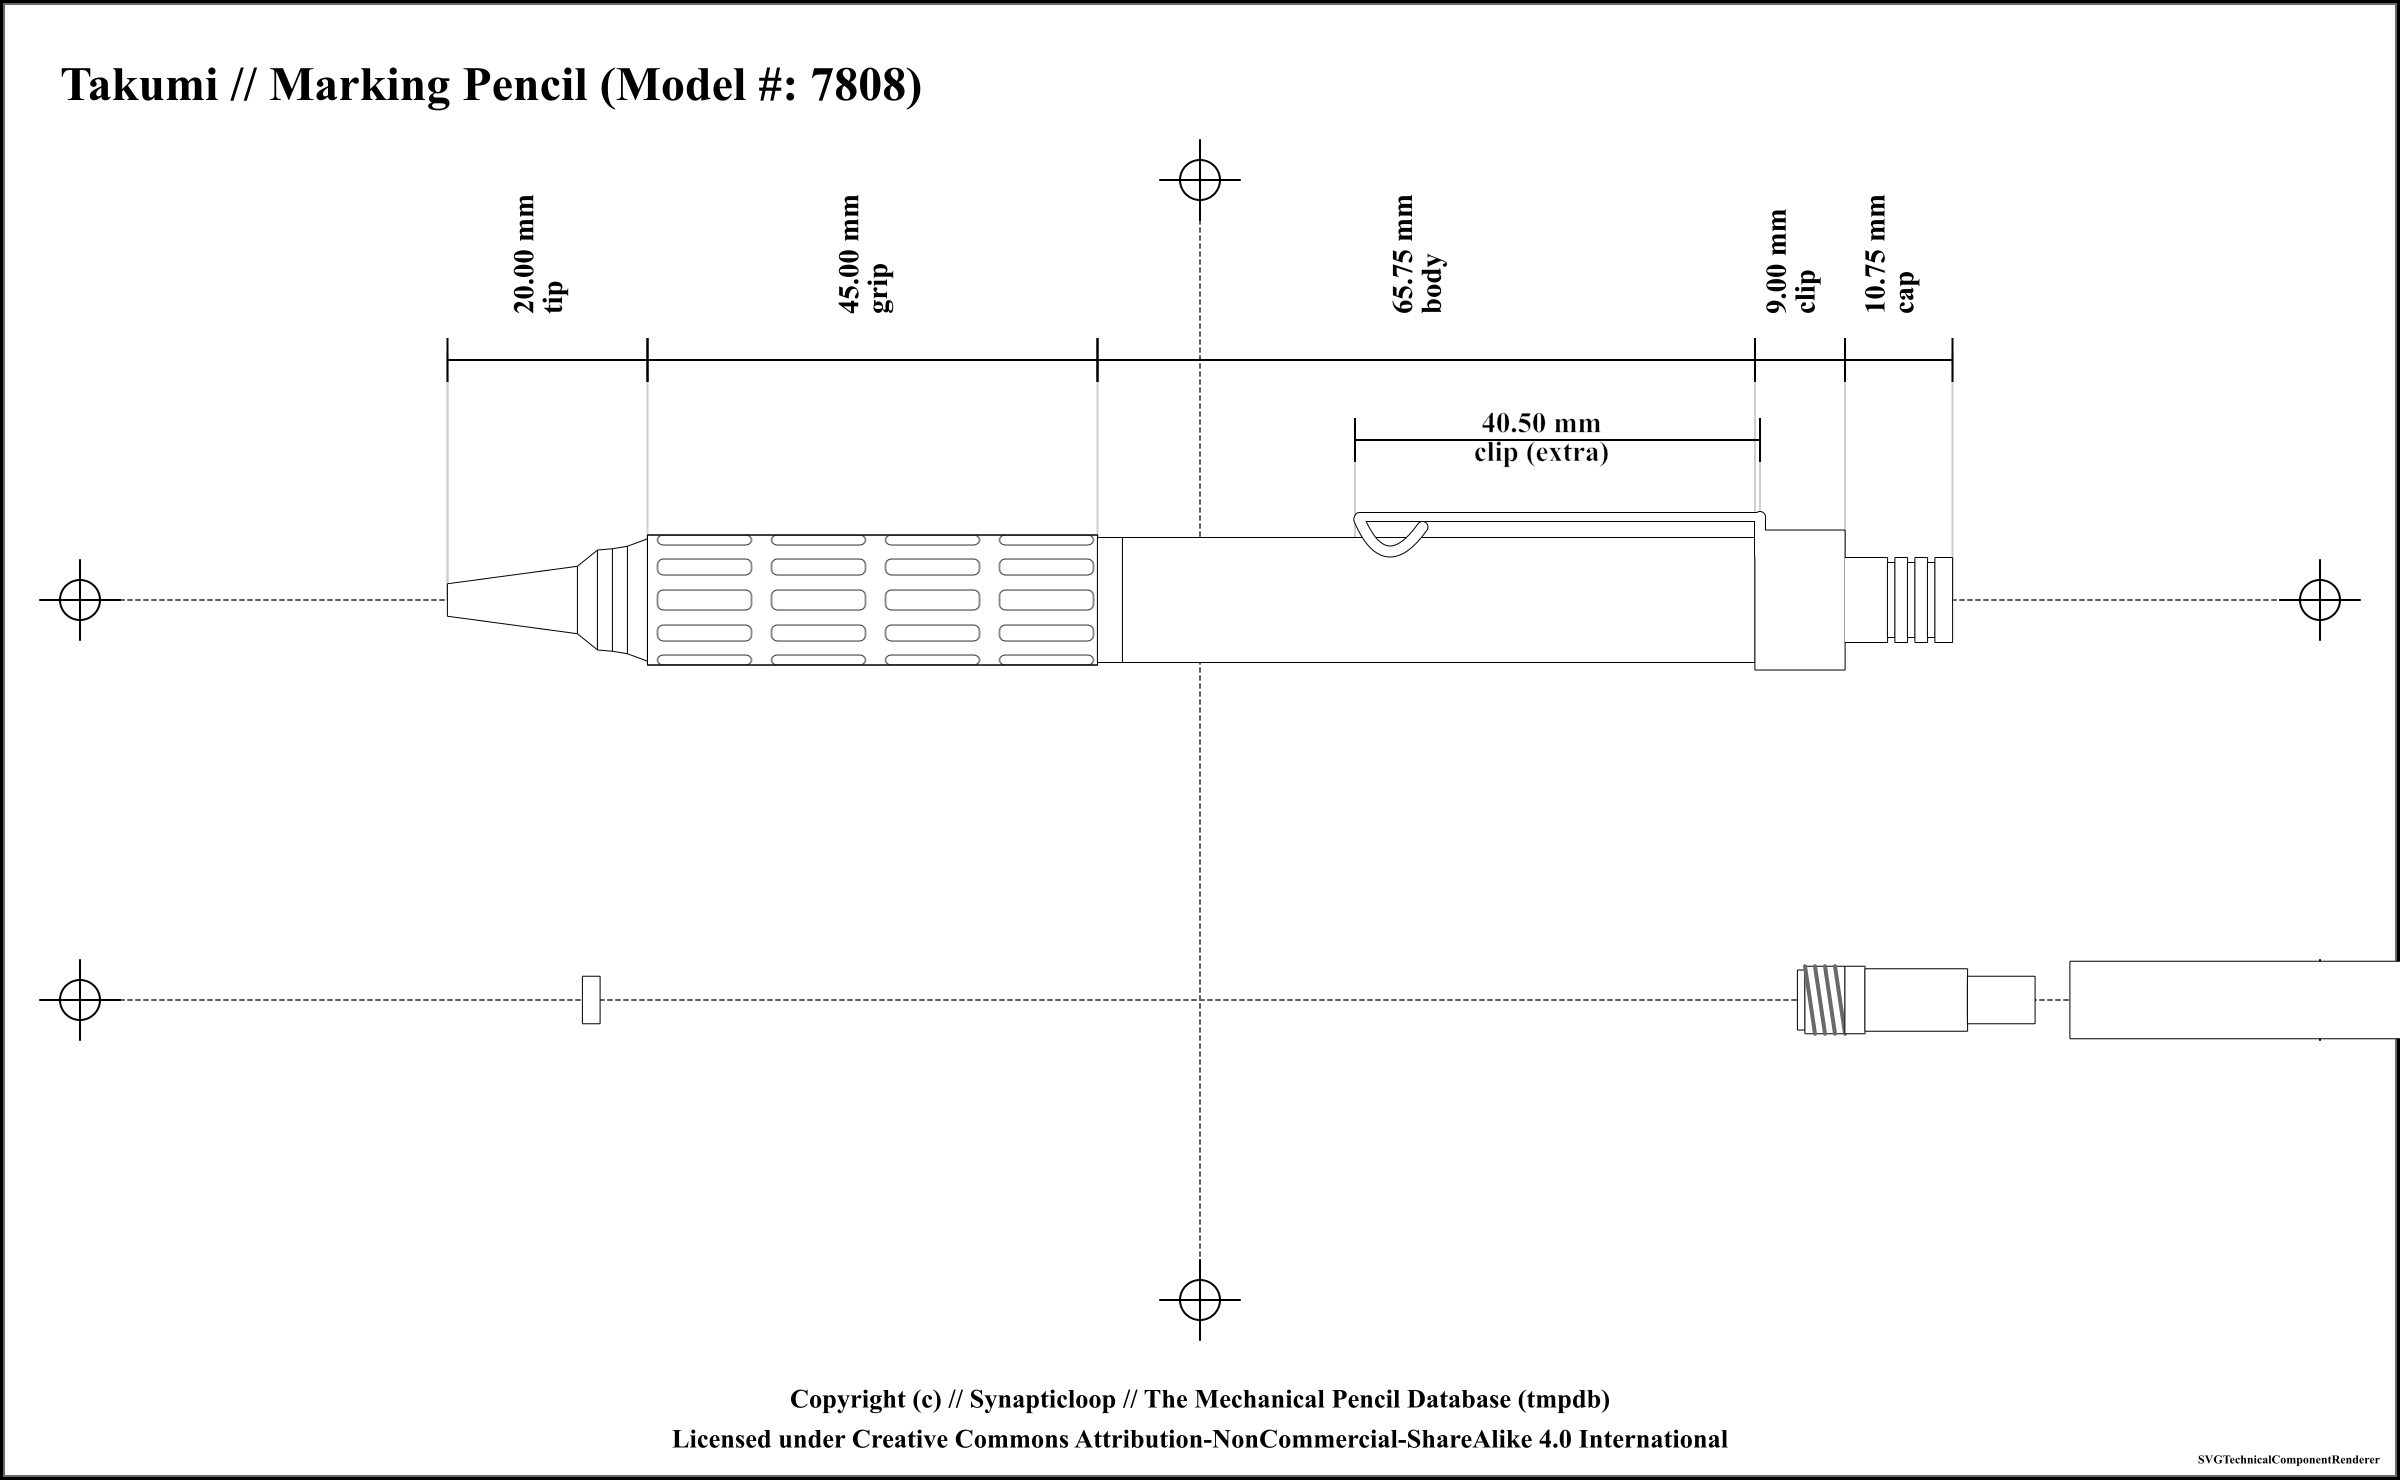 Takumi // Marking Pencil (Model #: 7808)
20.00 mm
tip
45.00 mm
grip
65.75 mm
body
9.00 mm
clip
10.75 mm
cap
40.50 mm
clip (extra)
Copyright (c) // Synapticloop // The Mechanical Pencil Database (tmpdb)
Licensed under Creative Commons Attribution-NonCommercial-ShareAlike 4.0 International
SVGTechnicalComponentRenderer